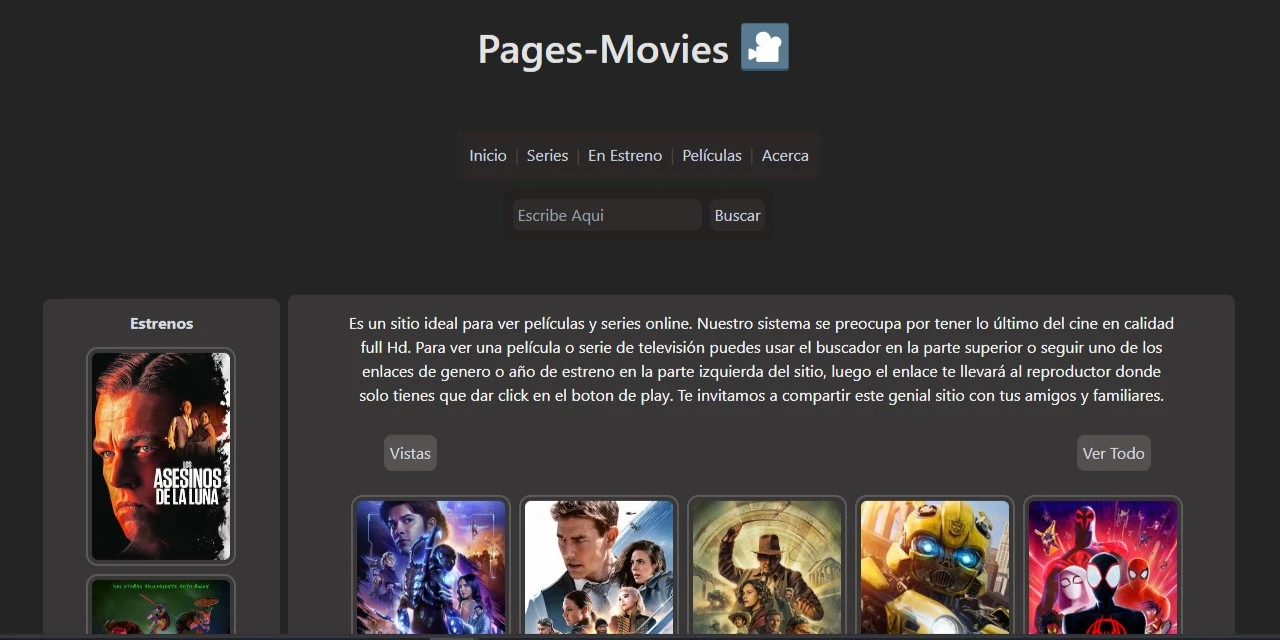 Pages-Movies
Inicio | Series | En Estreno | Películas | Acerca
Escribe Aqui Buscar
Estrenos
Es un sitio ideal para ver películas y series online. Nuestro sistema se preocupa por tener lo último del cine en calidad
full Hd. Para ver una película o serie de televisión puedes usar el buscador en la parte superior o seguir uno de los
enlaces de genero o año de estreno en la parte izquierda del sitio, luego el enlace te llevará al reproductor donde
solo tienes que dar click en el boton de play. Te invitamos a compartir este genial sitio con tus amigos y familiares.
Vistas
Ver Todo
LOS
ASESINOS
DE LA LUNA